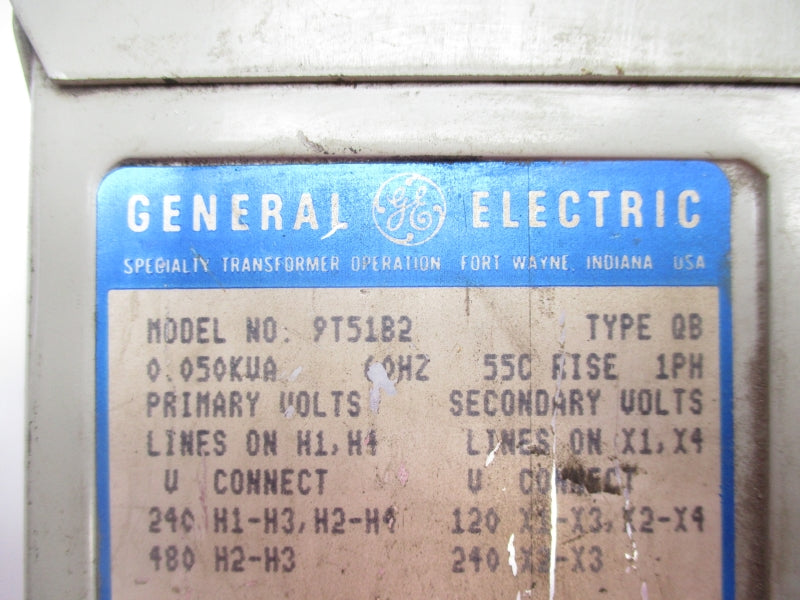 GENERAL GE ELECTRIC
SPECIALTY TRANSFORMER OPERATION FORT WAYNE, INDIANA USA
MODEL NO. 9T51B2 TYPE QB
0.050KVA 60HZ 55C RISE 1PH
PRIMARY VOLTS SECONDARY VOLTS
LINES ON H1,H4 LINES ON X1,X4
V CONNECT V CONNECT
240 H1-H3,H2-H4 120 X1-X3,X2-X4
480 H2-H3 240 X2-X3